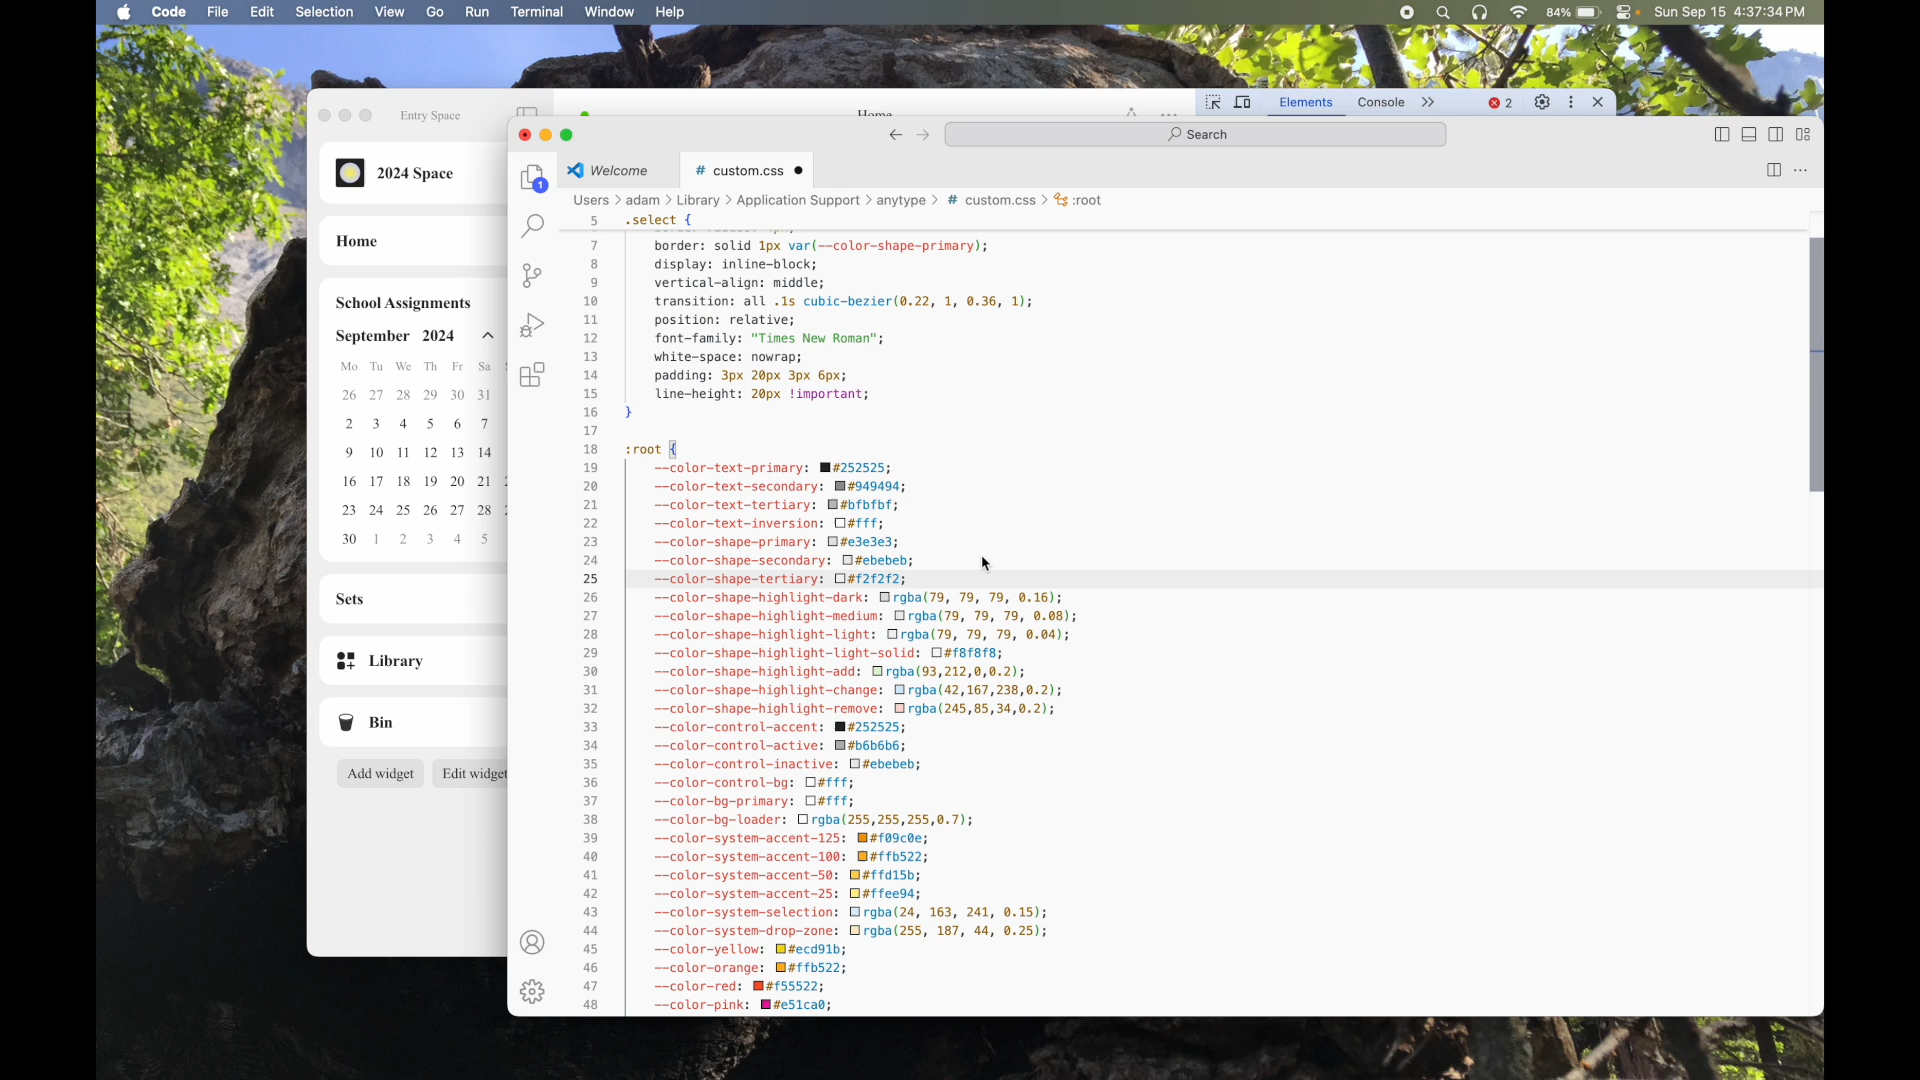 Code File Edit Selection View Go Run Terminal Window Help 84% Sun Sep 15 4:37:34 PM
Entry Space
Home
Elements Console 2
2024 Space
Home
School Assignments
September 2024
Mo Tu We Th Fr Sa
26 27 28 29 30 31
2 3 4 5 6 7
9 10 11 12 13 14
16 17 18 19 20 21
23 24 25 26 27 28
30 1 2 3 4 5
Sets
Library
Bin
Add widget Edit widget
Search
1
Welcome # custom.css
Users > adam > Library > Application Support > anytype > # custom.css > :root
5 .select {
7 border: solid 1px var(--color-shape-primary);
8 display: inline-block;
9 vertical-align: middle;
10 transition: all .1s cubic-bezier(0.22, 1, 0.36, 1);
11 position: relative;
12 font-family: "Times New Roman";
13 white-space: nowrap;
14 padding: 3px 20px 3px 6px;
15 line-height: 20px !important;
16 }
17
18 :root {
19 --color-text-primary: #252525;
20 --color-text-secondary: #949494;
21 --color-text-tertiary: #bfbfbf;
22 --color-text-inversion: #fff;
23 --color-shape-primary: #e3e3e3;
24 --color-shape-secondary: #ebebeb;
25 --color-shape-tertiary: #f2f2f2;
26 --color-shape-highlight-dark: rgba(79, 79, 79, 0.16);
27 --color-shape-highlight-medium: rgba(79, 79, 79, 0.08);
28 --color-shape-highlight-light: rgba(79, 79, 79, 0.04);
29 --color-shape-highlight-light-solid: #f8f8f8;
30 --color-shape-highlight-add: rgba(93,212,0,0.2);
31 --color-shape-highlight-change: rgba(42,167,238,0.2);
32 --color-shape-highlight-remove: rgba(245,85,34,0.2);
33 --color-control-accent: #252525;
34 --color-control-active: #b6b6b6;
35 --color-control-inactive: #ebebeb;
36 --color-control-bg: #fff;
37 --color-bg-primary: #fff;
38 --color-bg-loader: rgba(255,255,255,0.7);
39 --color-system-accent-125: #f09c0e;
40 --color-system-accent-100: #ffb522;
41 --color-system-accent-50: #ffd15b;
42 --color-system-accent-25: #ffee94;
43 --color-system-selection: rgba(24, 163, 241, 0.15);
44 --color-system-drop-zone: rgba(255, 187, 44, 0.25);
45 --color-yellow: #ecd91b;
46 --color-orange: #ffb522;
47 --color-red: #f55522;
48 --color-pink: #e51ca0;